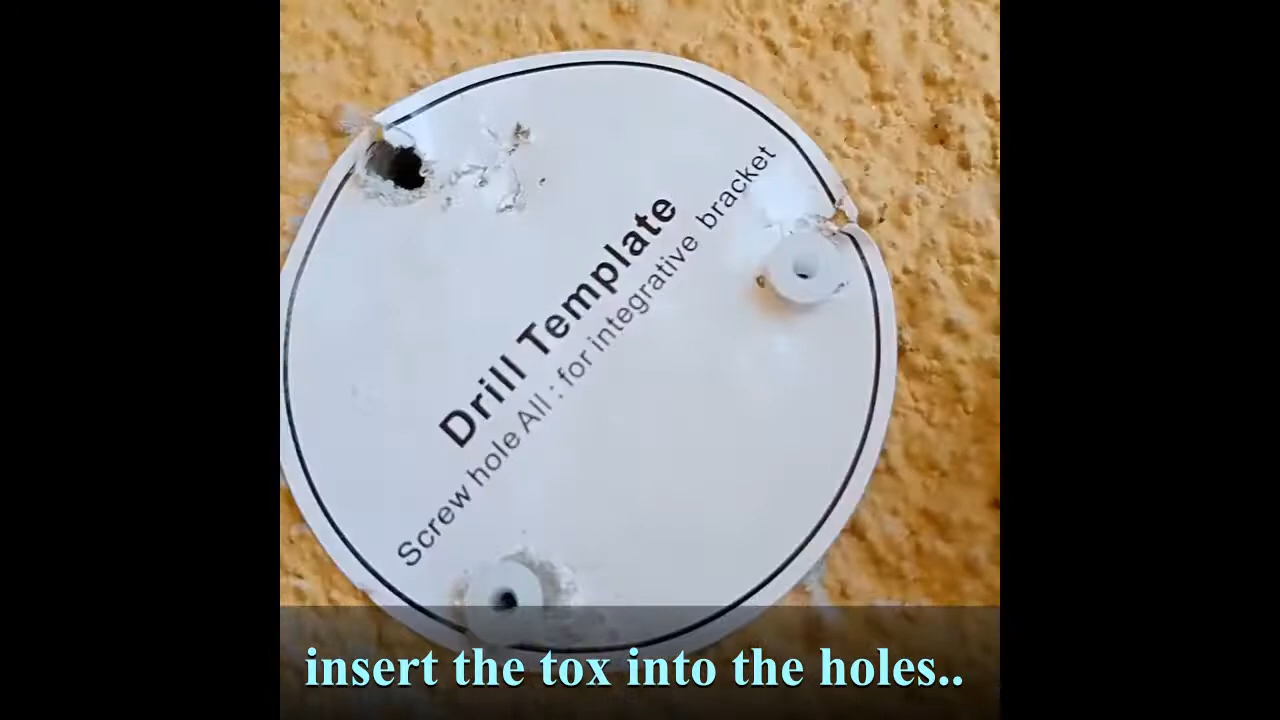 Drill Template
Screw hole All : for integrative bracket
insert the tox into the holes..